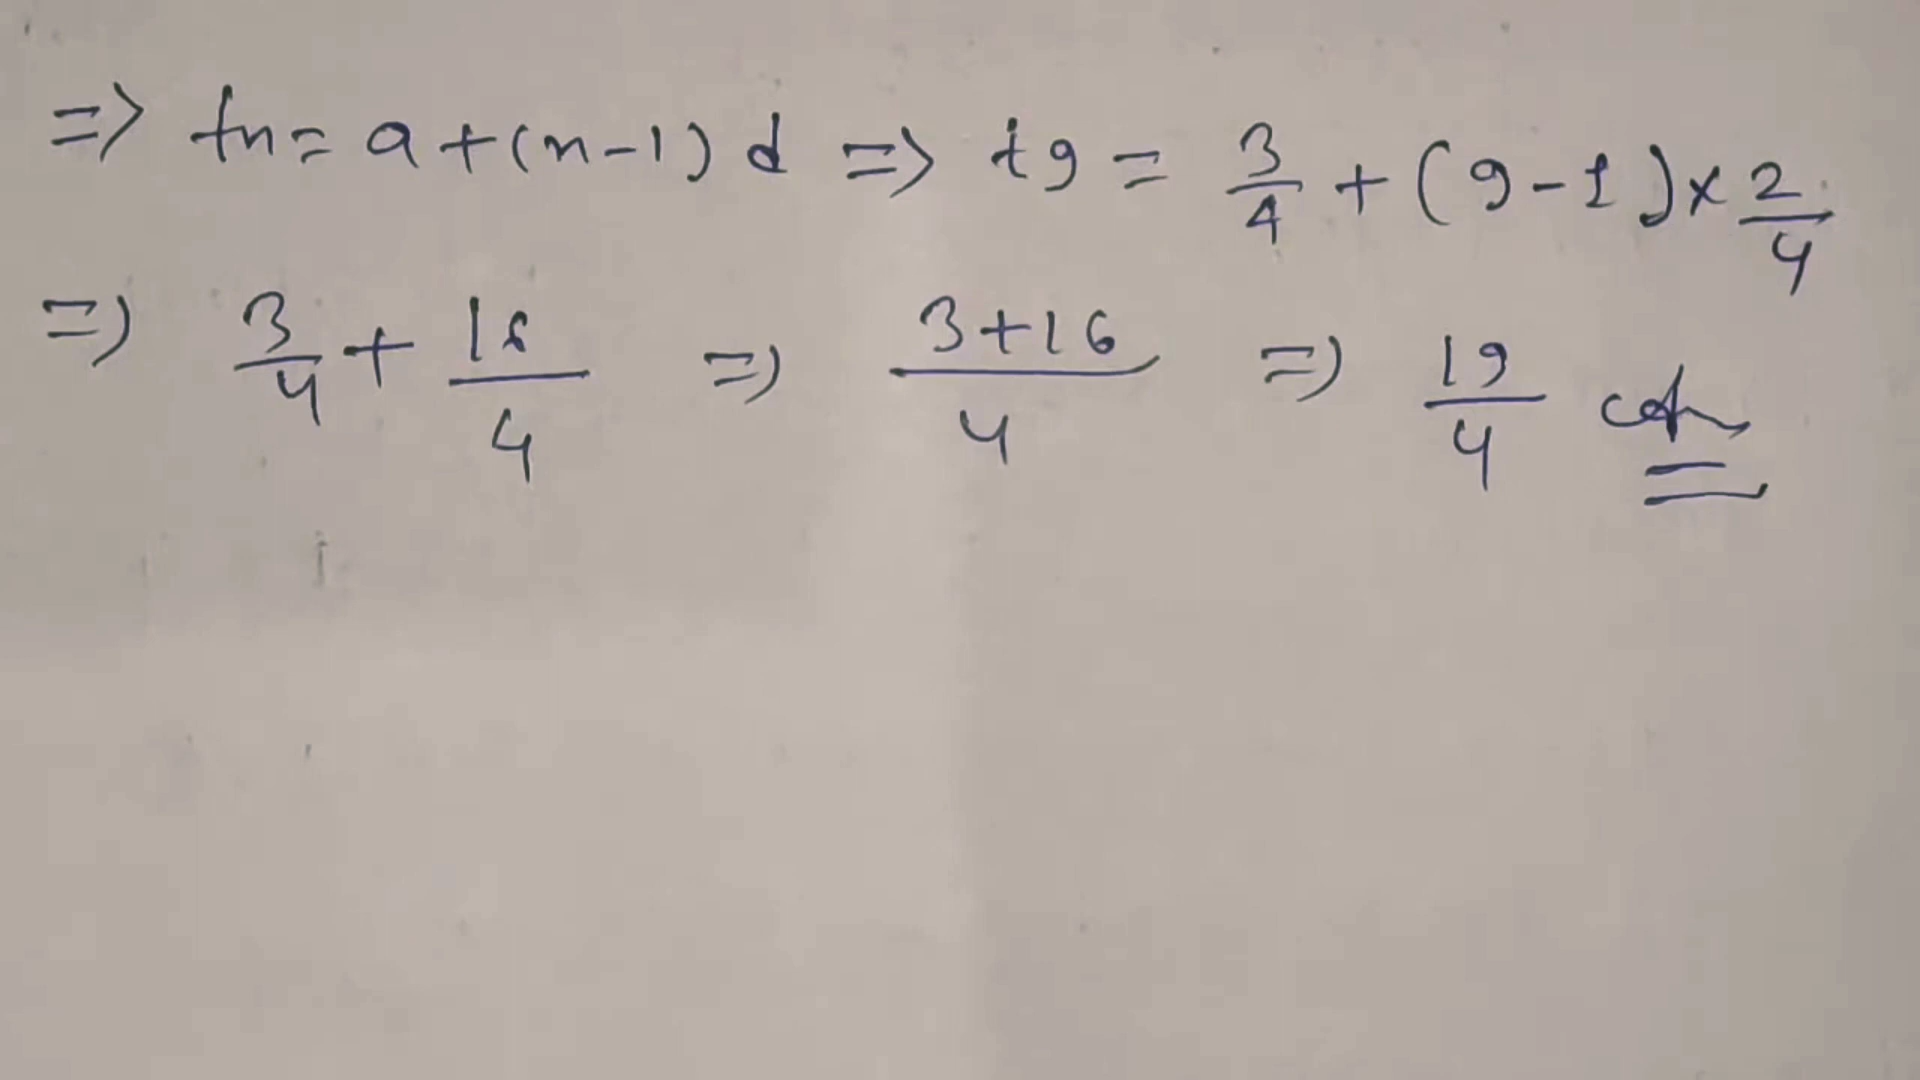 => tn = a + (n-1) d => t9 = 3/4 + (9-1) × 2/4
=> 3/4 + 16/4 => 3+16/4 => 19/4